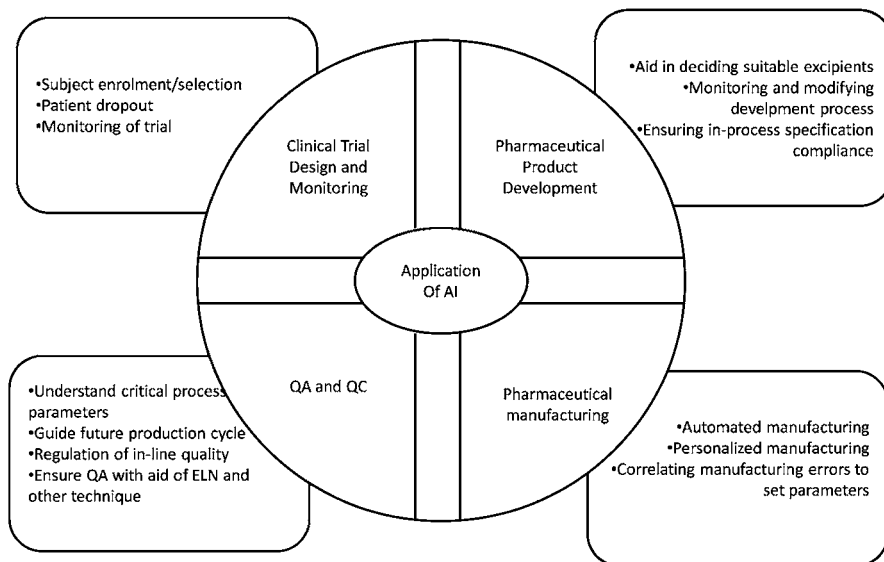 •Subject enrolment/selection
•Patient dropout
•Monitoring of trial
•Aid in deciding suitable excipients
•Monitoring and modifying
develpment process
•Ensuring in-process specification
compliance
Clinical Trial
Design and
Monitoring
Pharmaceutical
Product
Development
Application
Of AI
QA and QC
Pharmaceutical
manufacturing
•Understand critical process
parameters
•Guide future production cycle
•Regulation of in-line quality
•Ensure QA with aid of ELN and
other technique
•Automated manufacturing
•Personalized manufacturing
•Correlating manufacturing errors to
set parameters